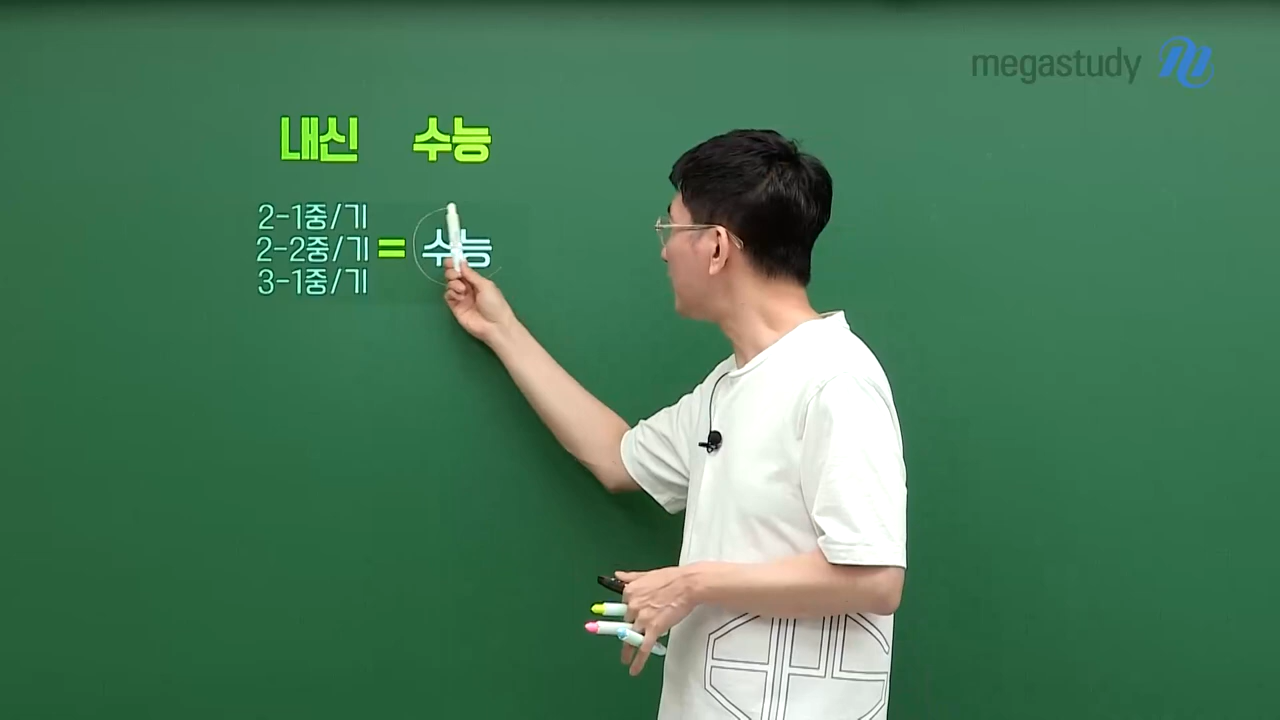 megastudy
내신 수능
2-1중/기
2-2중/기 = 수능
3-1중/기